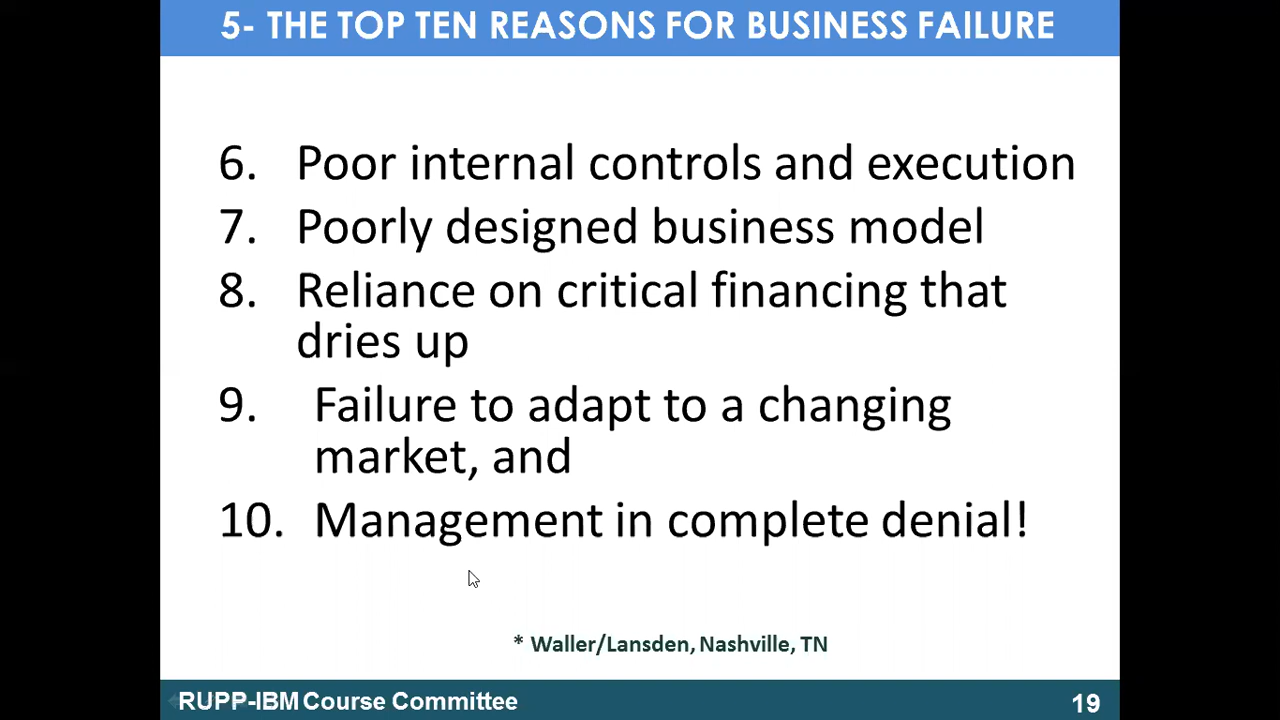 5- THE TOP TEN REASONS FOR BUSINESS FAILURE
6. Poor internal controls and execution
7. Poorly designed business model
8. Reliance on critical financing that
dries up
9. Failure to adapt to a changing
market, and
10. Management in complete denial!
* Waller/Lansden, Nashville, TN
RUPP-IBM Course Committee
19